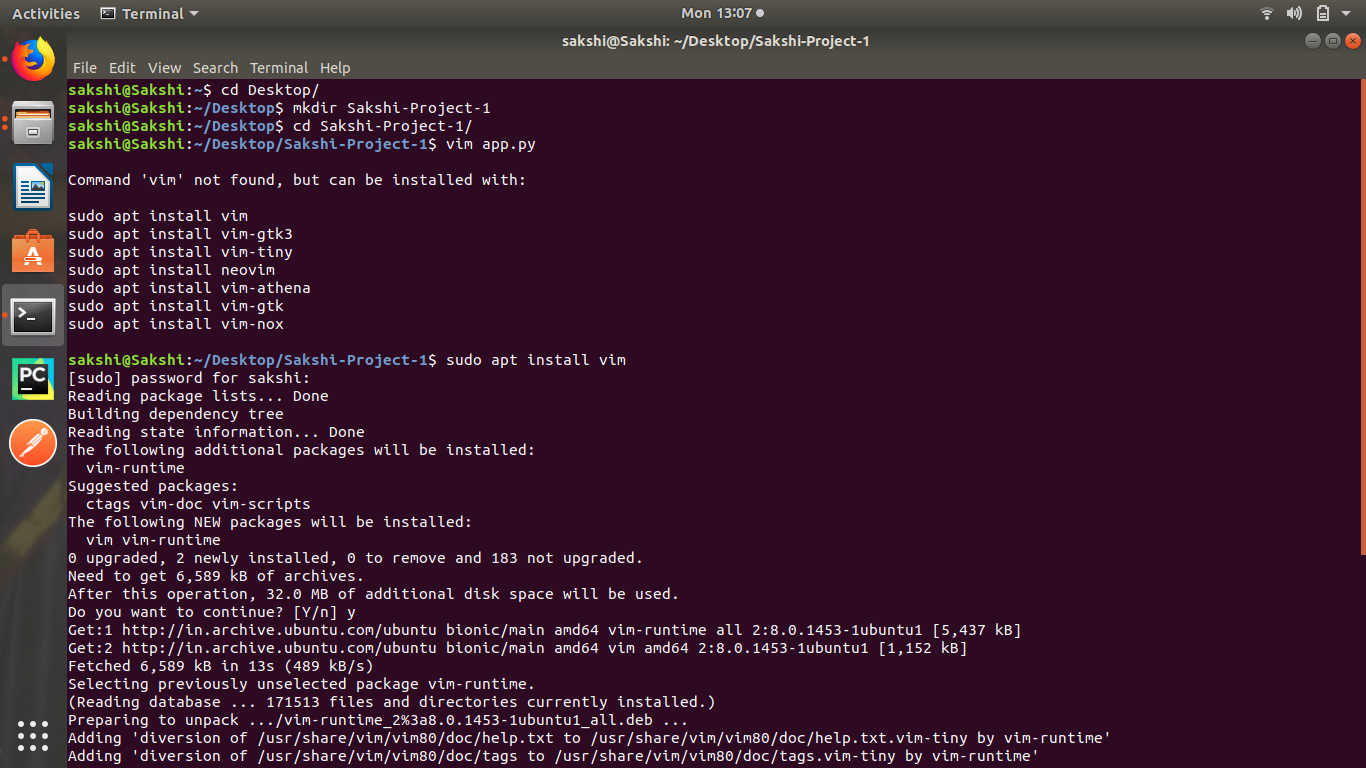 Activities Terminal Mon 13:07
sakshi@Sakshi: ~/Desktop/Sakshi-Project-1
File Edit View Search Terminal Help
sakshi@Sakshi:~$ cd Desktop/
sakshi@Sakshi:~/Desktop$ mkdir Sakshi-Project-1
sakshi@Sakshi:~/Desktop$ cd Sakshi-Project-1/
sakshi@Sakshi:~/Desktop/Sakshi-Project-1$ vim app.py
Command 'vim' not found, but can be installed with:
sudo apt install vim
sudo apt install vim-gtk3
sudo apt install vim-tiny
sudo apt install neovim
sudo apt install vim-athena
sudo apt install vim-gtk
sudo apt install vim-nox
sakshi@Sakshi:~/Desktop/Sakshi-Project-1$ sudo apt install vim
[sudo] password for sakshi:
Reading package lists... Done
Building dependency tree
Reading state information... Done
The following additional packages will be installed:
vim-runtime
Suggested packages:
ctags vim-doc vim-scripts
The following NEW packages will be installed:
vim vim-runtime
0 upgraded, 2 newly installed, 0 to remove and 183 not upgraded.
Need to get 6,589 kB of archives.
After this operation, 32.0 MB of additional disk space will be used.
Do you want to continue? [Y/n] y
Get:1 http://in.archive.ubuntu.com/ubuntu bionic/main amd64 vim-runtime all 2:8.0.1453-1ubuntu1 [5,437 kB]
Get:2 http://in.archive.ubuntu.com/ubuntu bionic/main amd64 vim amd64 2:8.0.1453-1ubuntu1 [1,152 kB]
Fetched 6,589 kB in 13s (489 kB/s)
Selecting previously unselected package vim-runtime.
(Reading database ... 171513 files and directories currently installed.)
Preparing to unpack .../vim-runtime_2%3a8.0.1453-1ubuntu1_all.deb ...
Adding 'diversion of /usr/share/vim/vim80/doc/help.txt to /usr/share/vim/vim80/doc/help.txt.vim-tiny by vim-runtime'
Adding 'diversion of /usr/share/vim/vim80/doc/tags to /usr/share/vim/vim80/doc/tags.vim-tiny by vim-runtime'
PC